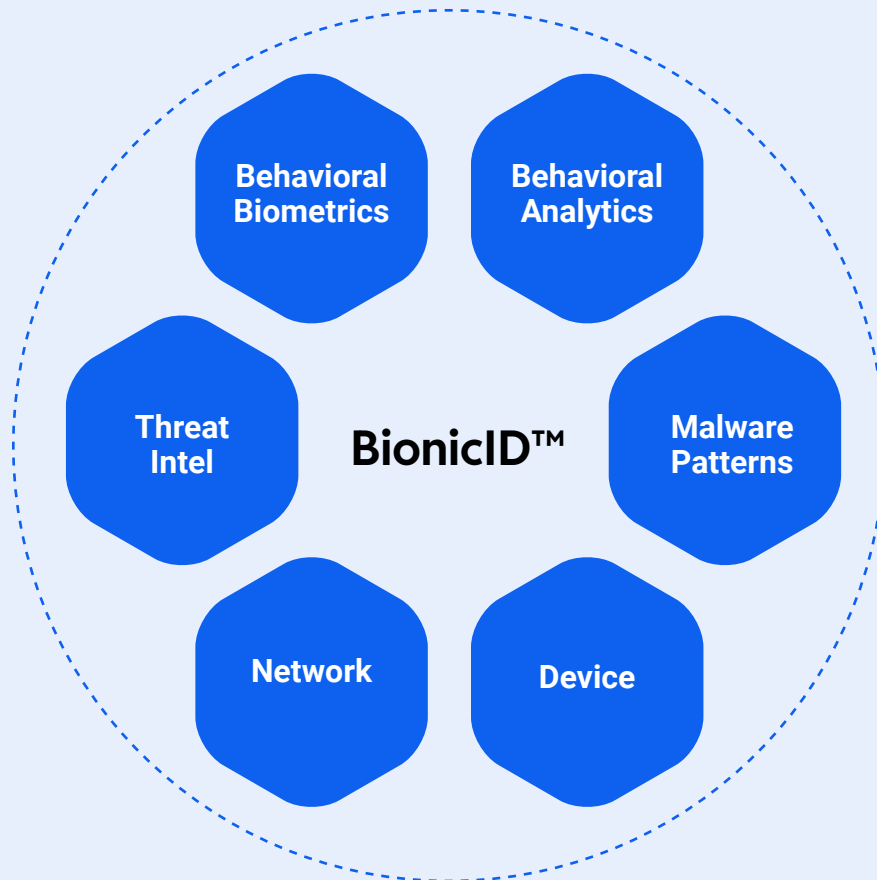 Behavioral
Biometrics
Behavioral
Analytics
Threat
Intel
BionicID™
Malware
Patterns
Network
Device